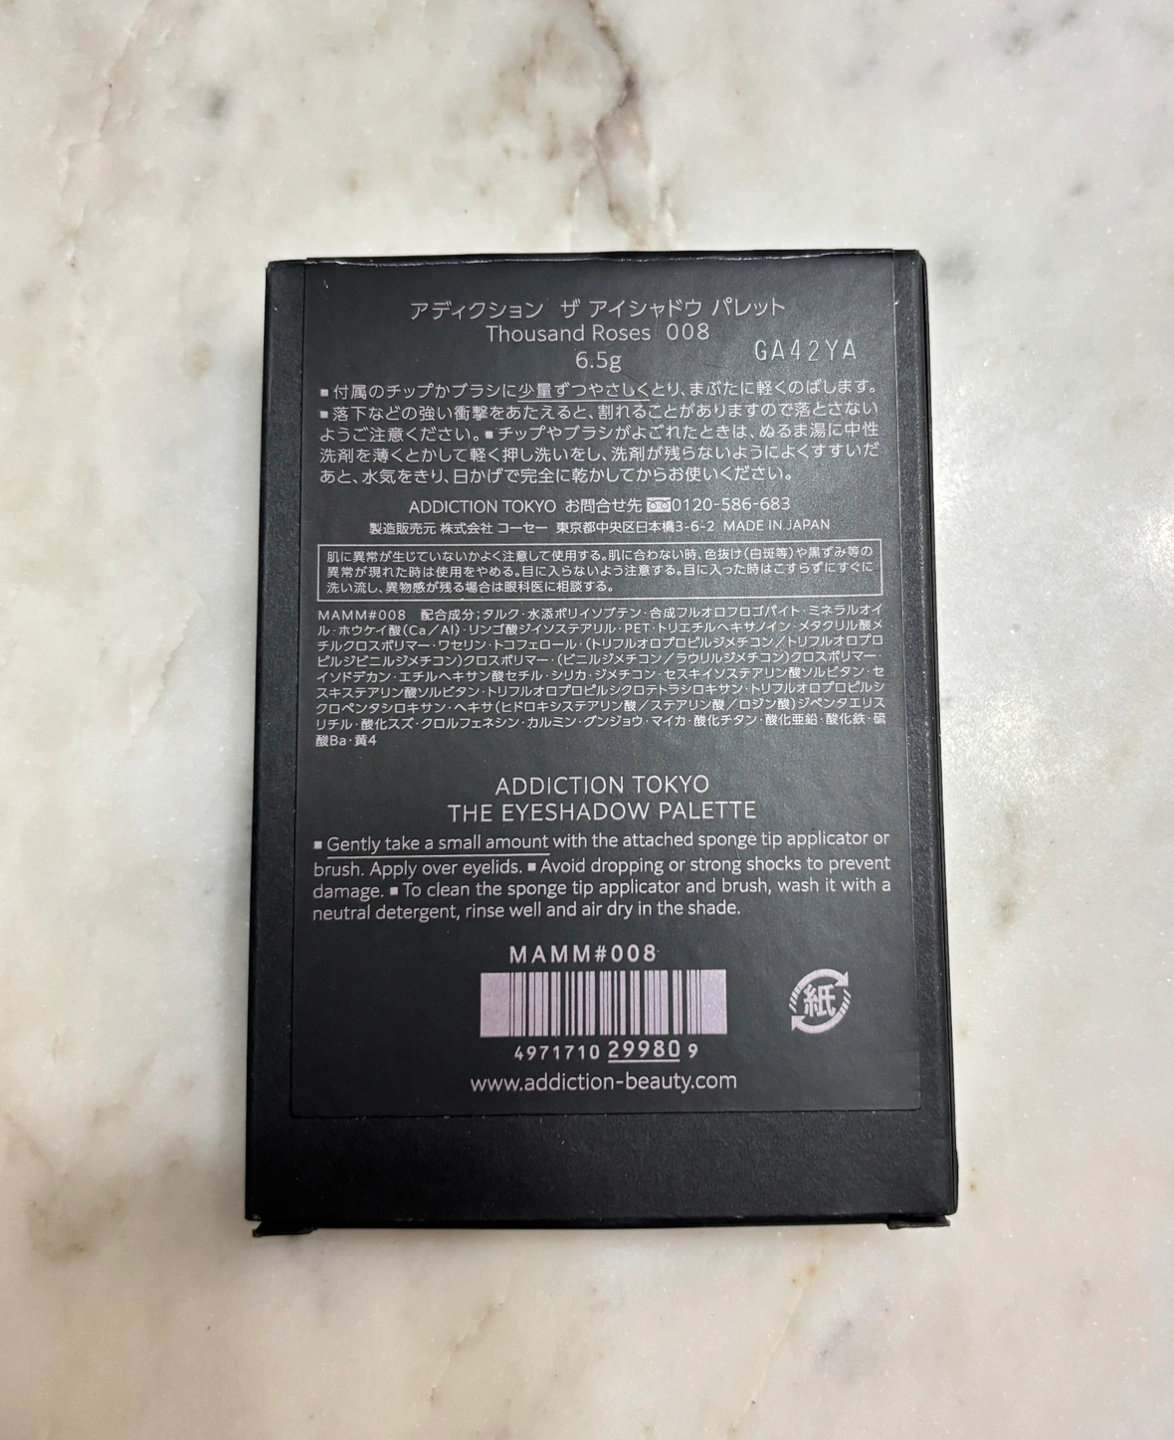 アディクション ザ アイシャドウ パレット
Thousand Roses 008
6.5g
GA42YA
■付属のチップかブラシに少量ずつやさしくとり、まぶたに軽くのばします。
■落下などの強い衝撃をあたえると、割れることがありますので落とさない
ようご注意ください。■チップやブラシがよごれたときは、ぬるま湯に中性
洗剤を薄くとかして軽く押し洗いをし、洗剤が残らないようによくすすいだ
あと、水気をきり、日かげで完全に乾かしてからお使いください。
ADDICTION TOKYO お問合せ先 0120-586-683
製造販売元 株式会社 コーセー 東京都中央区日本橋3-6-2 MADE IN JAPAN
肌に異常が生じていないかよく注意して使用する。肌に合わない時、色抜け(白斑等)や黒ずみ等の
異常が現れた時は使用をやめる。目に入らないよう注意する。目に入った時はこすらずにすぐに
洗い流し、異物感が残る場合は眼科医に相談する。
MAMM#008 配合成分;タルク・水添ポリイソブテン・合成フルオロフロゴパイト・ミネラルオイ
ル・ホウケイ酸(Ca/Al)・リンゴ酸ジイソステアリル・PET・トリエチルヘキサノイン・メタクリル酸メ
チルクロスポリマー・ワセリン・トコフェロール・(トリフルオロプロピルジメチコン/トリフルオロプロ
ピルジビニルジメチコン)クロスポリマー・(ビニルジメチコン/ラウリルジメチコン)クロスポリマー・
イソドデカン・エチルヘキサン酸セチル・シリカ・ジメチコン・セスキイソステアリン酸ソルビタン・セ
スキステアリン酸ソルビタン・トリフルオロプロピルシクロテトラシロキサン・トリフルオロプロピルシ
クロペンタシロキサン・ヘキサ(ヒドロキシステアリン酸/ステアリン酸/ロジン酸)ジペンタエリス
リチル・酸化スズ・クロルフェネシン・カルミン・グンジョウ・マイカ・酸化チタン・酸化亜鉛・酸化鉄・硫
酸Ba・黄4
ADDICTION TOKYO
THE EYESHADOW PALETTE
■Gently take a small amount with the attached sponge tip applicator or
brush. Apply over eyelids. ■Avoid dropping or strong shocks to prevent
damage. ■To clean the sponge tip applicator and brush, wash it with a
neutral detergent, rinse well and air dry in the shade.
MAMM#008
4971710 29980 9
紙
www.addiction-beauty.com